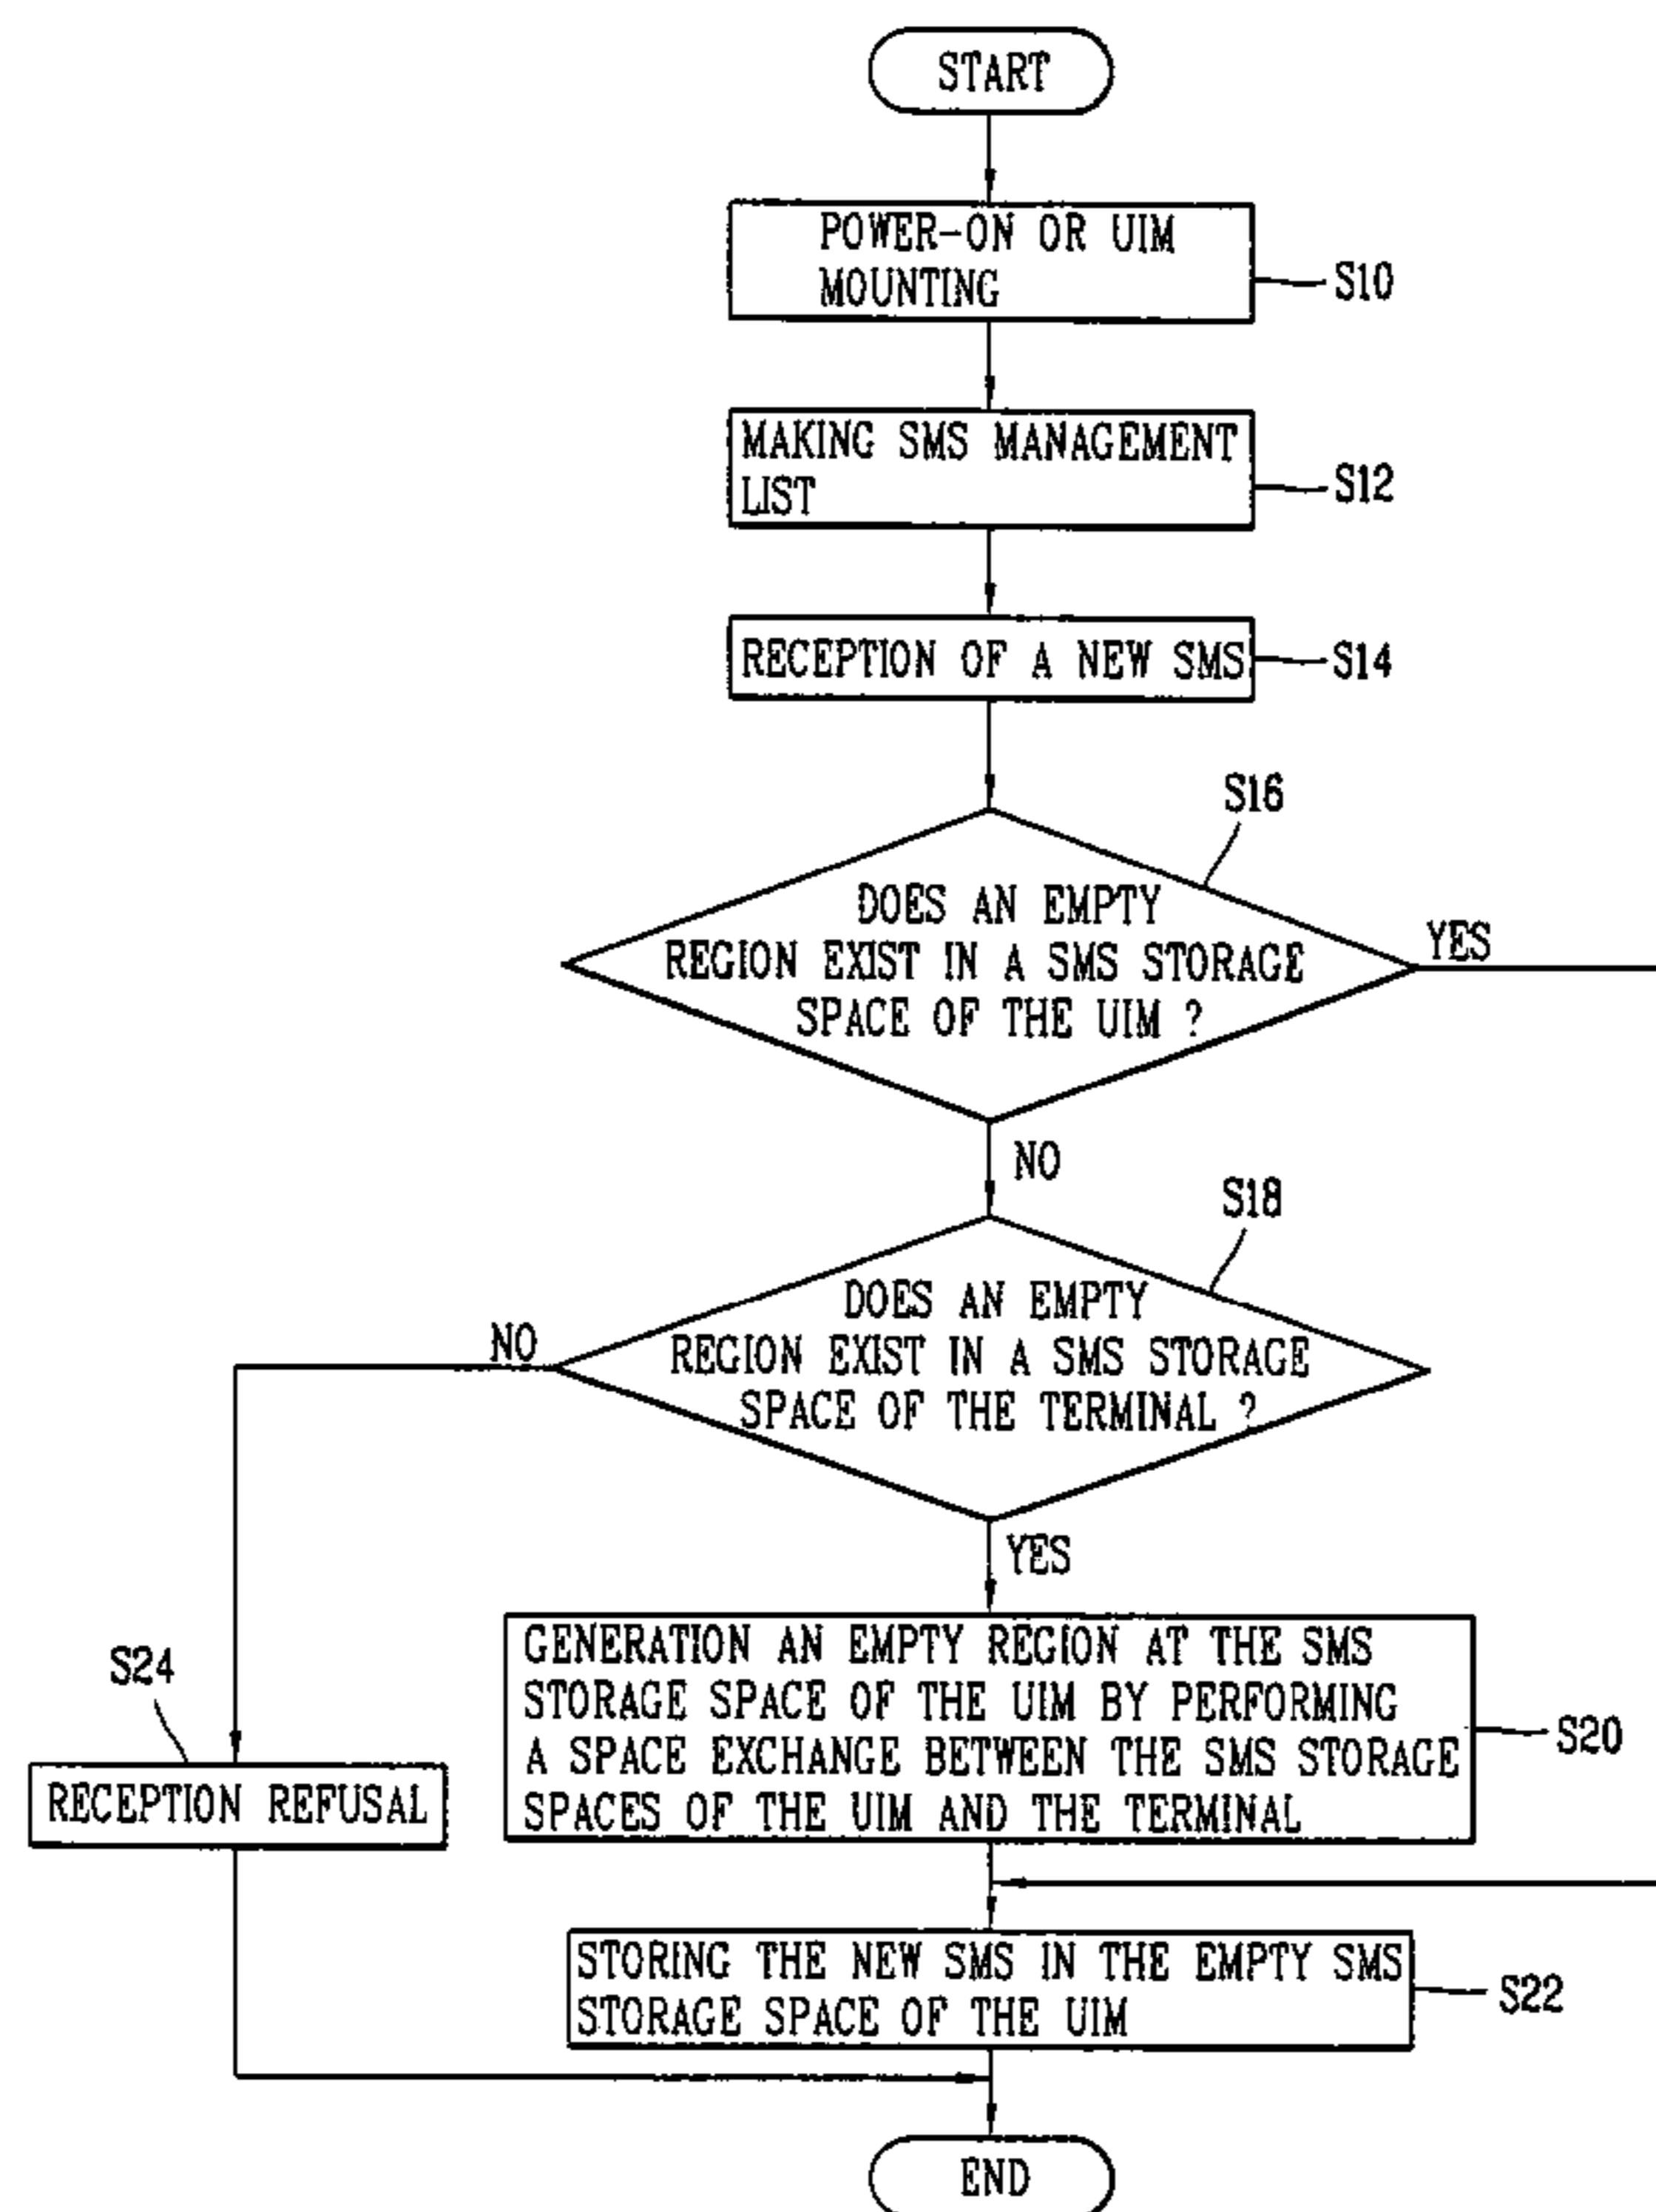 START
POWER-ON OR UIM
MOUNTING
S10
MAKING SMS MANAGEMENT
LIST
S12
RECEPTION OF A NEW SMS
S14
S16
DOES AN EMPTY
REGION EXIST IN A SMS STORAGE
SPACE OF THE UIM ?
YES
NO
S18
DOES AN EMPTY
REGION EXIST IN A SMS STORAGE
SPACE OF THE TERMINAL ?
NO
YES
S24
RECEPTION REFUSAL
GENERATION AN EMPTY REGION AT THE SMS
STORAGE SPACE OF THE UIM BY PERFORMING
A SPACE EXCHANGE BETWEEN THE SMS STORAGE
SPACES OF THE UIM AND THE TERMINAL
S20
STORING THE NEW SMS IN THE EMPTY SMS
STORAGE SPACE OF THE UIM
S22
END